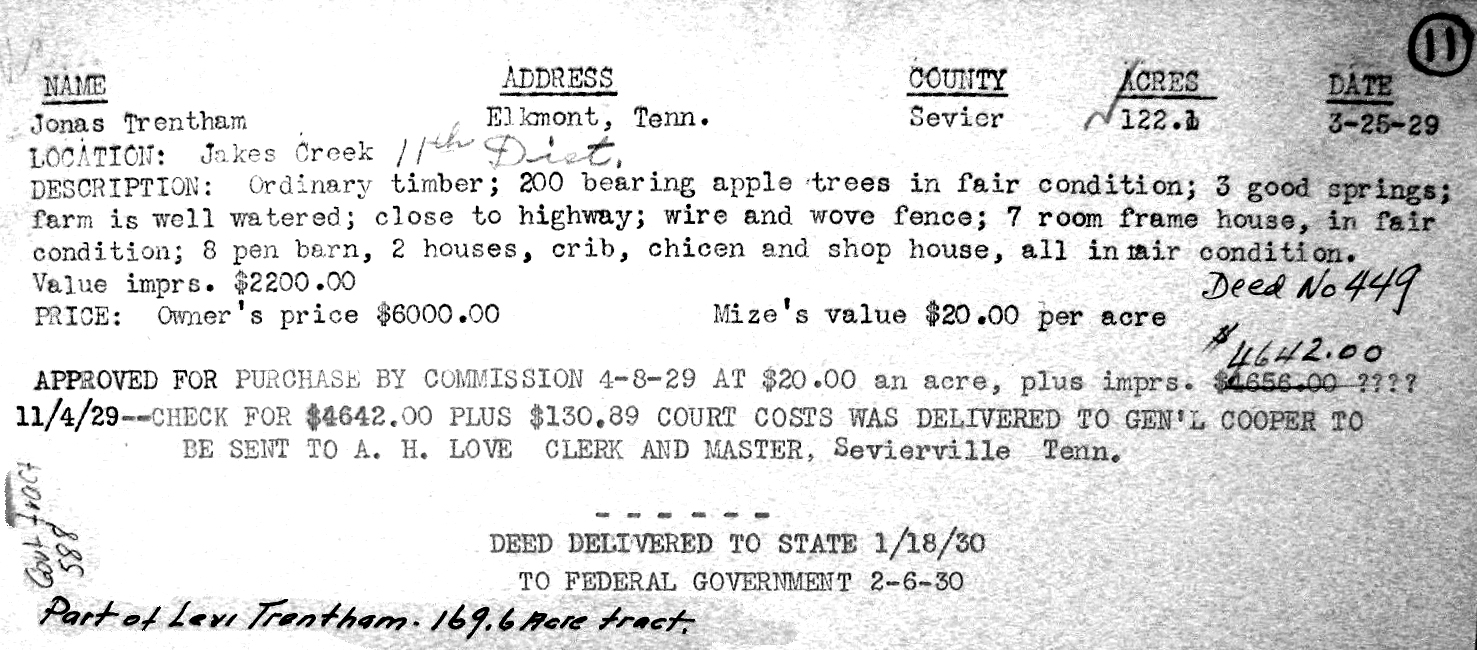 11
NAME ADDRESS COUNTY ACRES DATE
Jonas Trentham Elkmont, Tenn. Sevier 122.1 3-25-29
LOCATION: Jakes Creek 11th Dist.
DESCRIPTION: Ordinary timber; 200 bearing apple trees in fair condition; 3 good springs;
farm is well watered; close to highway; wire and wove fence; 7 room frame house, in fair
condition; 8 pen barn, 2 houses, crib, chicen and shop house, all in fair condition.
Value imprs. $2200.00
Deed No 449
PRICE: Owner's price $6000.00 Mize's value $20.00 per acre
$4642.00
APPROVED FOR PURCHASE BY COMMISSION 4-8-29 AT $20.00 an acre, plus imprs. $4656.00 ????
11/4/29--CHECK FOR $4642.00 PLUS $130.89 COURT COSTS WAS DELIVERED TO GEN'L COOPER TO
BE SENT TO A. H. LOVE CLERK AND MASTER, Sevierville Tenn.
Govt Tract
588
- - - - - -
DEED DELIVERED TO STATE 1/18/30
TO FEDERAL GOVERNMENT 2-6-30
Part of Levi Trentham. 169.6 Acre tract.